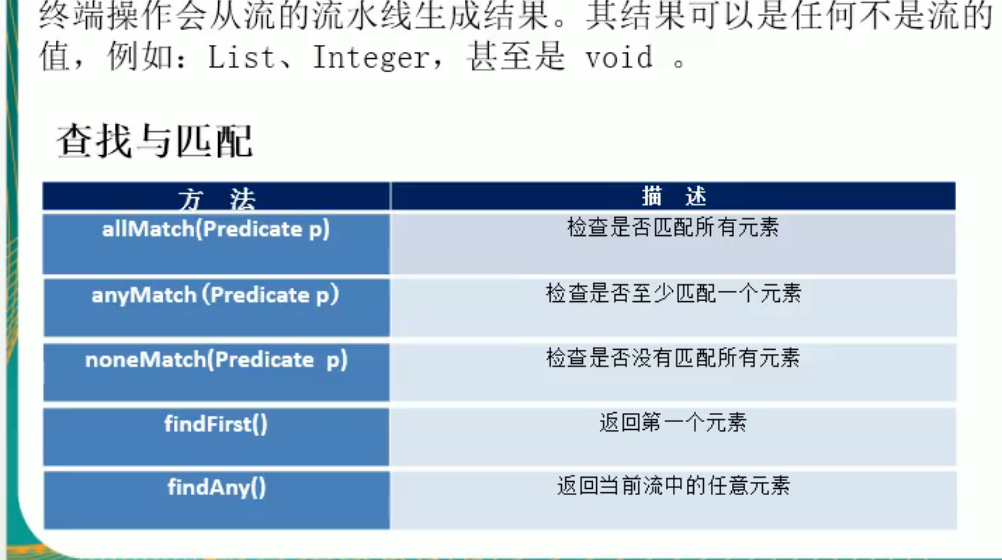 终端操作会从流的流水线生成结果。其结果可以是任何不是流的
值，例如：List、Integer，甚至是 void 。
查找与匹配
方 法
描 述
allMatch(Predicate p)
检查是否匹配所有元素
anyMatch（Predicate p）
检查是否至少匹配一个元素
noneMatch(Predicate  p)
检查是否没有匹配所有元素
findFirst()
返回第一个元素
findAny()
返回当前流中的任意元素